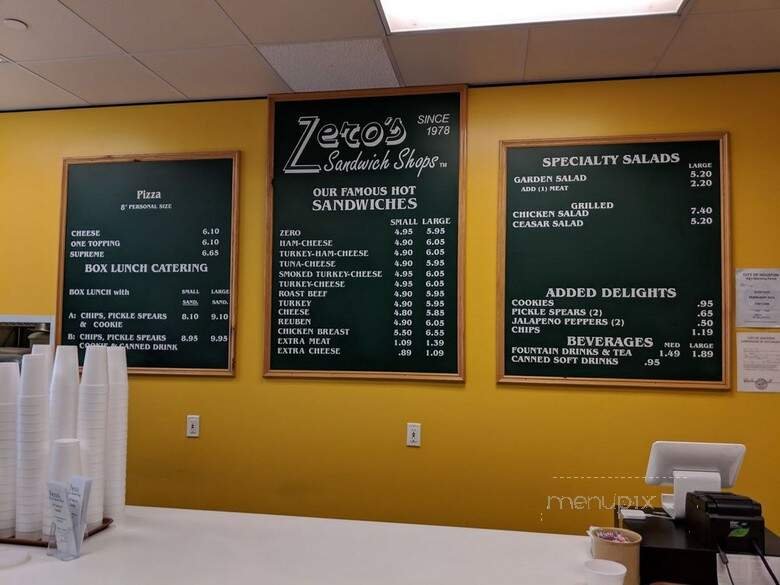 Pizza
8" PERSONAL SIZE
CHEESE 6.10
ONE TOPPING 6.10
SUPREME 6.65
BOX LUNCH CATERING
BOX LUNCH with SMALL SAND. LARGE SAND.
A: CHIPS, PICKLE SPEARS 8.10 9.10
& COOKIE
B: CHIPS, PICKLE SPEARS 8.95 9.95
COOKIE & CANNED DRINK
Zero's SINCE
1978
Sandwich Shops TM
OUR FAMOUS HOT
SANDWICHES
SMALL LARGE
ZERO 4.95 5.95
HAM-CHEESE 4.90 6.05
TURKEY-HAM-CHEESE 4.90 6.05
TUNA-CHEESE 4.90 5.95
SMOKED TURKEY-CHEESE 4.95 6.05
TURKEY-CHEESE 4.95 6.05
ROAST BEEF 4.90 5.95
TURKEY 4.90 5.95
CHEESE 4.80 5.85
REUBEN 4.90 6.05
CHICKEN BREAST 5.50 6.55
EXTRA MEAT 1.09 1.39
EXTRA CHEESE .89 1.09
SPECIALTY SALADS
LARGE
GARDEN SALAD 5.20
ADD (1) MEAT 2.20
GRILLED
CHICKEN SALAD 7.40
CEASAR SALAD 5.20
ADDED DELIGHTS
COOKIES .95
PICKLE SPEARS (2) .65
JALAPENO PEPPERS (2) .50
CHIPS 1.19
BEVERAGES MED LARGE
FOUNTAIN DRINKS & TEA 1.49 1.89
CANNED SOFT DRINKS .95
CITY OF HOUSTON
menupix